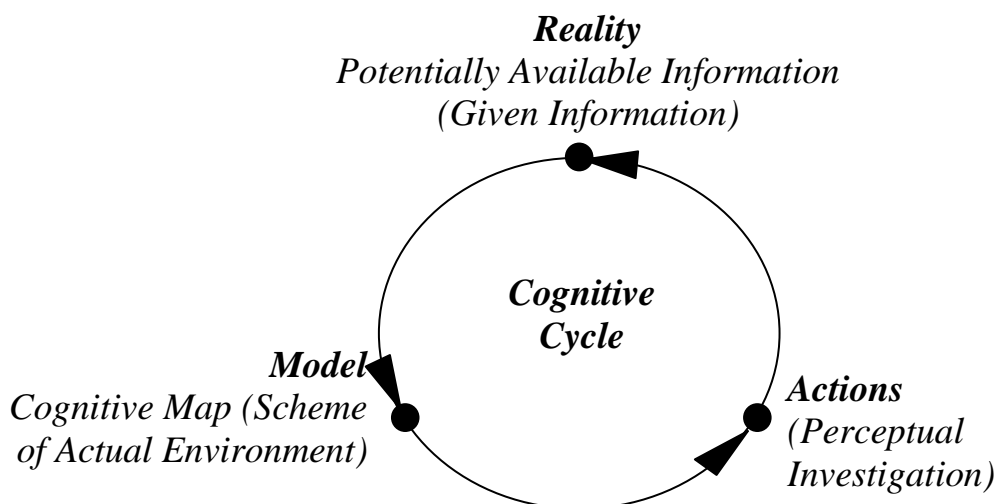 Reality
Potentially Available Information
(Given Information)
Cognitive
Cycle
Model
Cognitive Map (Scheme
of Actual Environment)
Actions
(Perceptual
Investigation)